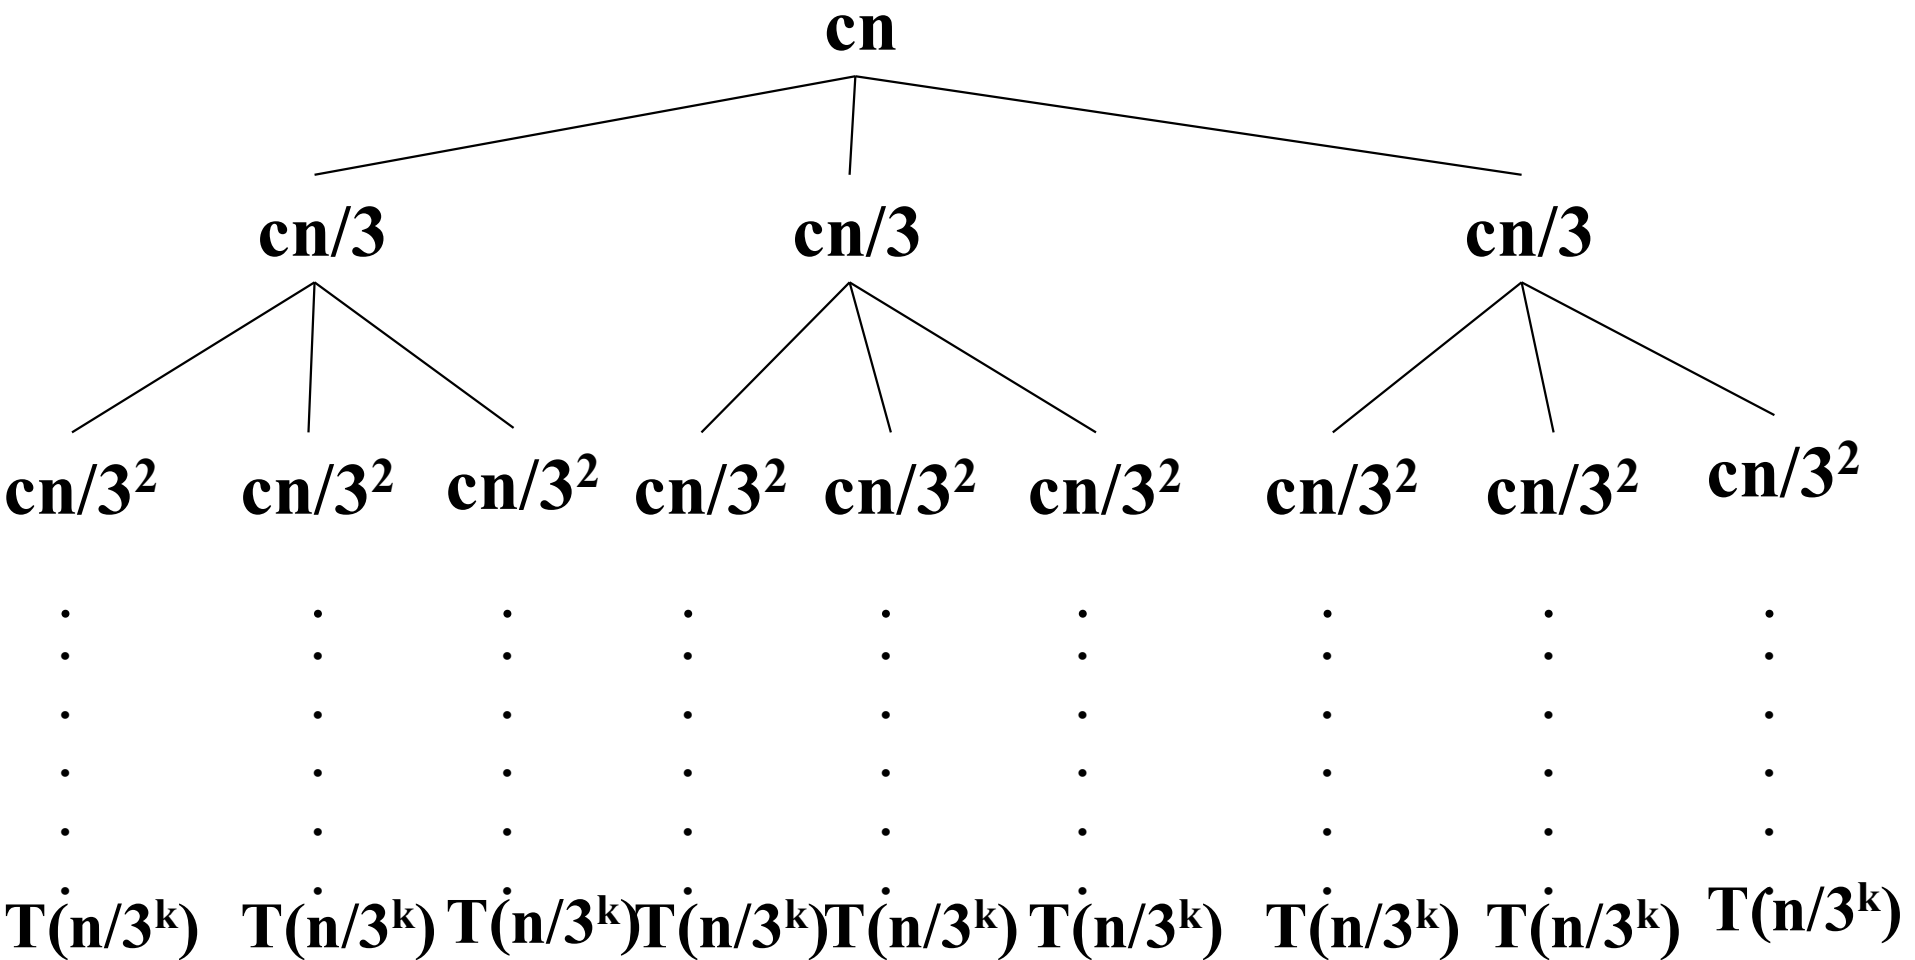 cn
cn/3 cn/3 cn/3
cn/3² cn/3² cn/3² cn/3² cn/3² cn/3² cn/3² cn/3² cn/3²
. . . . . . . . .
. . . . . . . . .
. . . . . . . . .
. . . . . . . . .
. . . . . . . . .
. . . . . . . . .
T(n/3ᵏ) T(n/3ᵏ) T(n/3ᵏ) T(n/3ᵏ) T(n/3ᵏ) T(n/3ᵏ) T(n/3ᵏ) T(n/3ᵏ) T(n/3ᵏ)